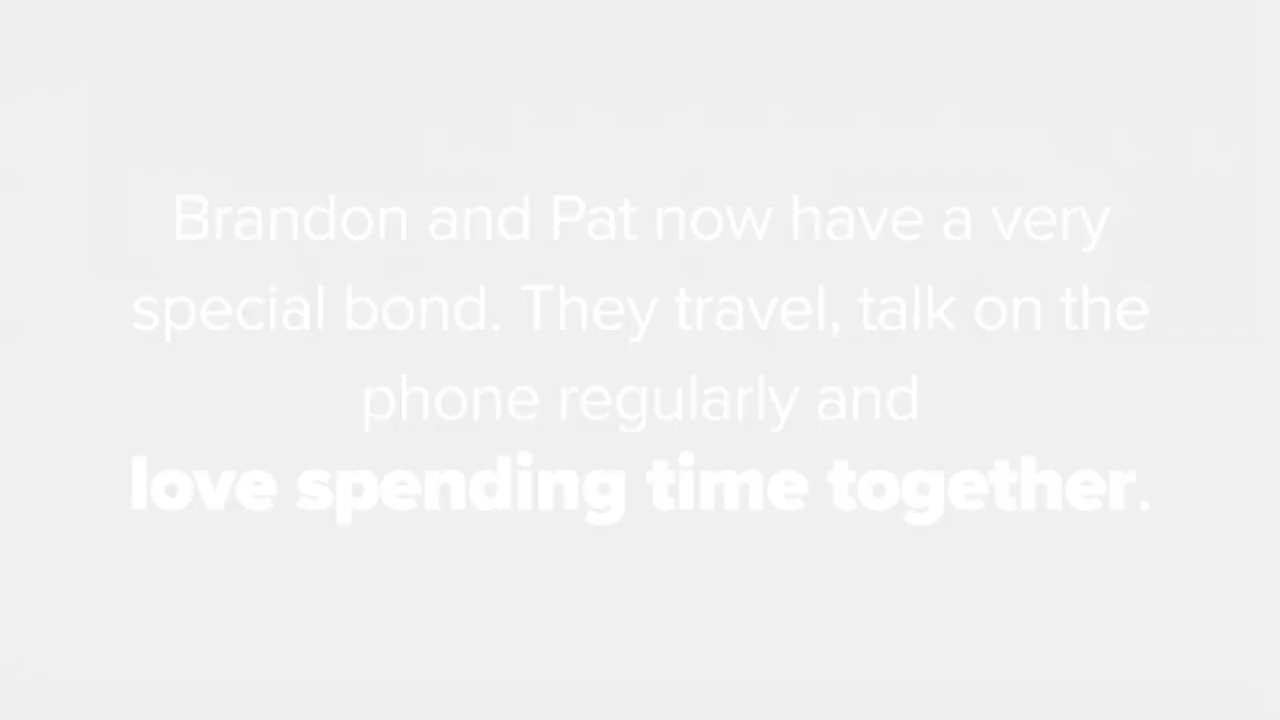 Brandon and Pat now have a very
special bond. They travel, talk on the
phone regularly and
love spending time together.